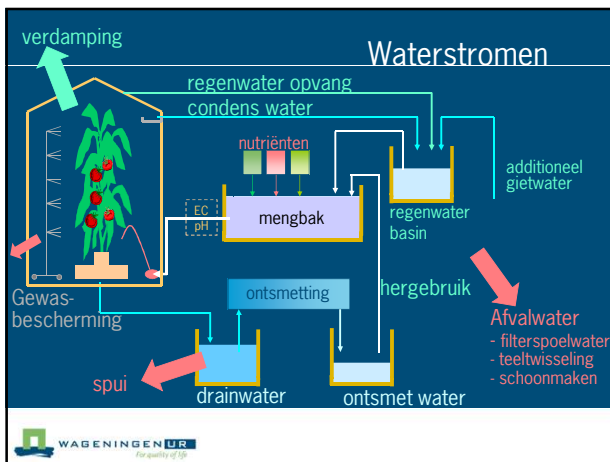 verdamping
Waterstromen
regenwater opvang
condens water
nutriënten
additioneel
gietwater
EC
pH
mengbak
regenwater
basin
Gewas-
bescherming
ontsmetting
hergebruik
Afvalwater
- filterspoelwater
- teeltwisseling
- schoonmaken
spui
drainwater
ontsmet water
WAGENINGEN UR
For quality of life